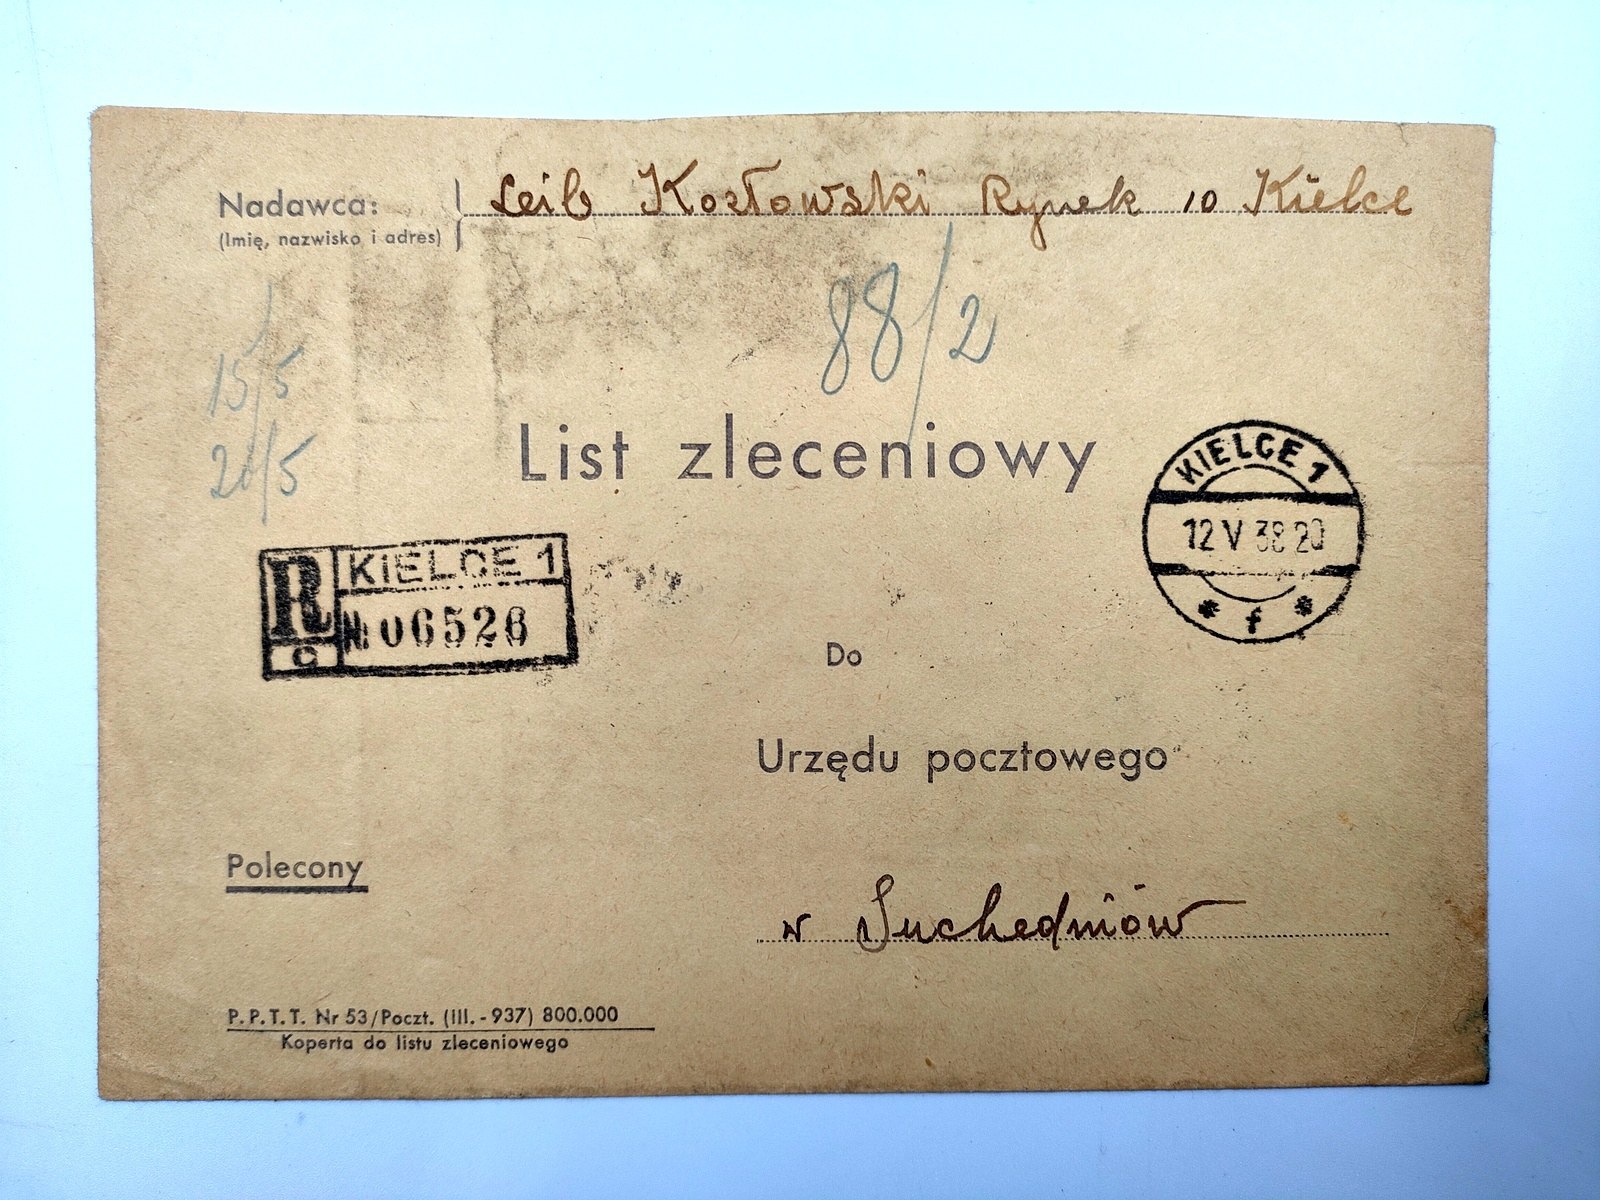 Nadawca: Leib Kozłowski Rynek 10 Kielce
(Imię, nazwisko i adres)
88/2
15/5
20/5
List zleceniowy
KIELCE 1
12 V 38 20
* f *
R KIELCE 1
c № 06526
Do
Urzędu pocztowego
Polecony
w Suchedniów
P.P.T.T. Nr 53/Poczt. (III.-937) 800.000
Koperta do listu zleceniowego